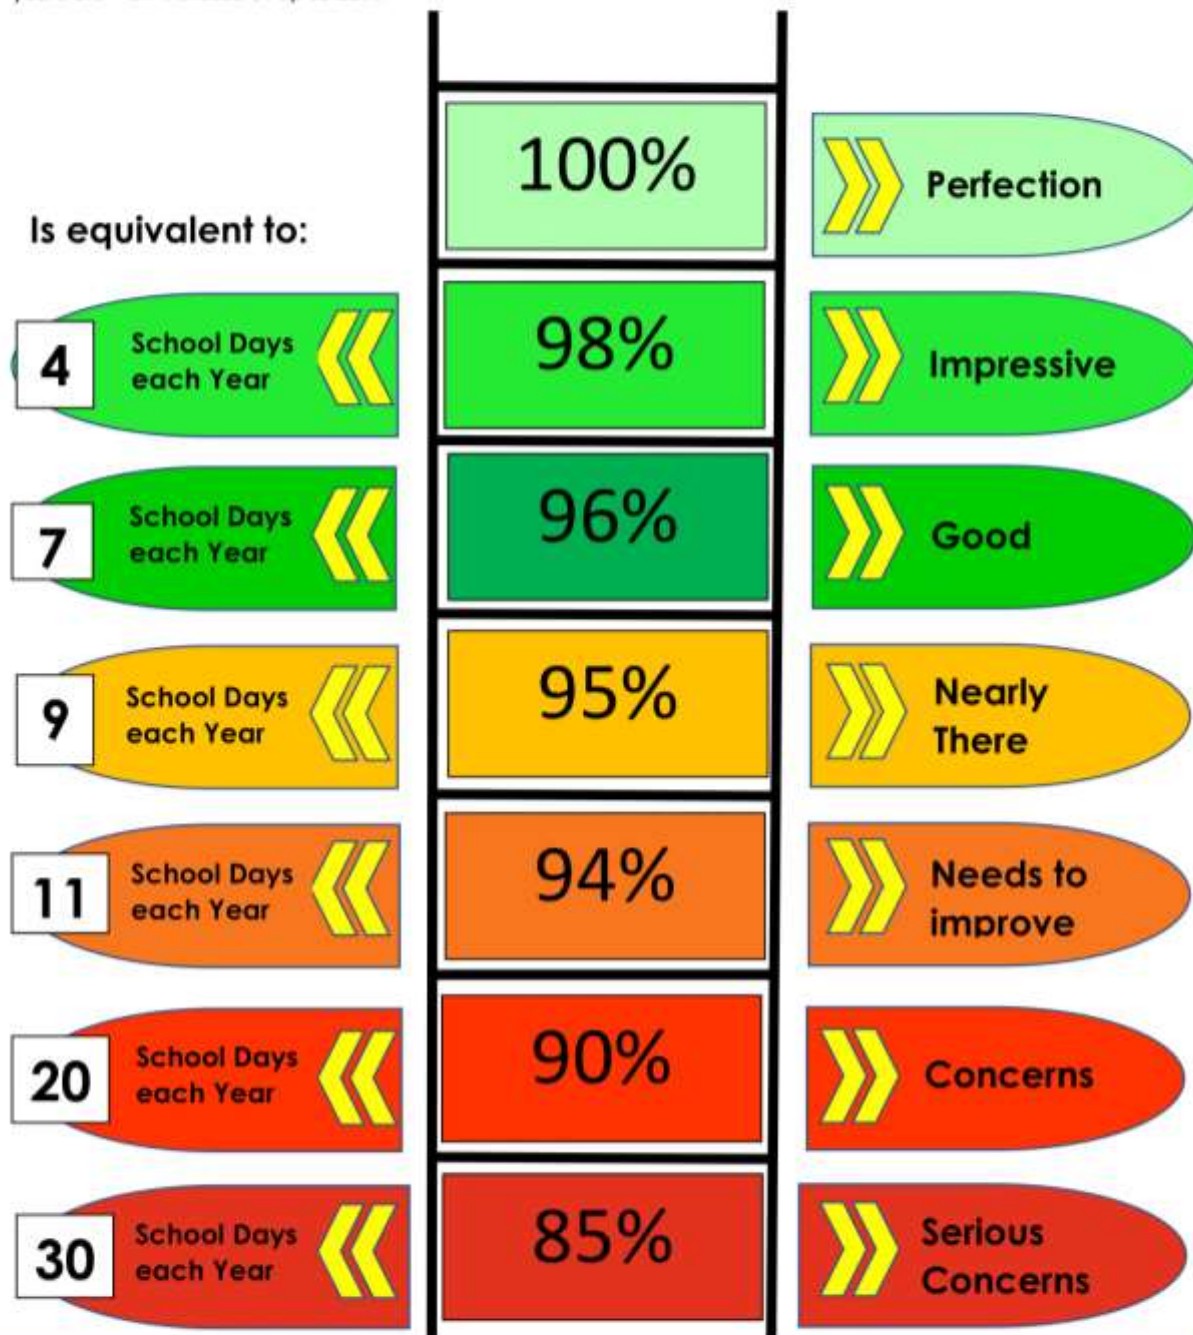 100%
Perfection
Is equivalent to:
4
School Days
each Year
98%
Impressive
7
School Days
each Year
96%
Good
9
School Days
each Year
95%
Nearly
There
11
School Days
each Year
94%
Needs to
improve
20
School Days
each Year
90%
Concerns
30
School Days
each Year
85%
Serious
Concerns